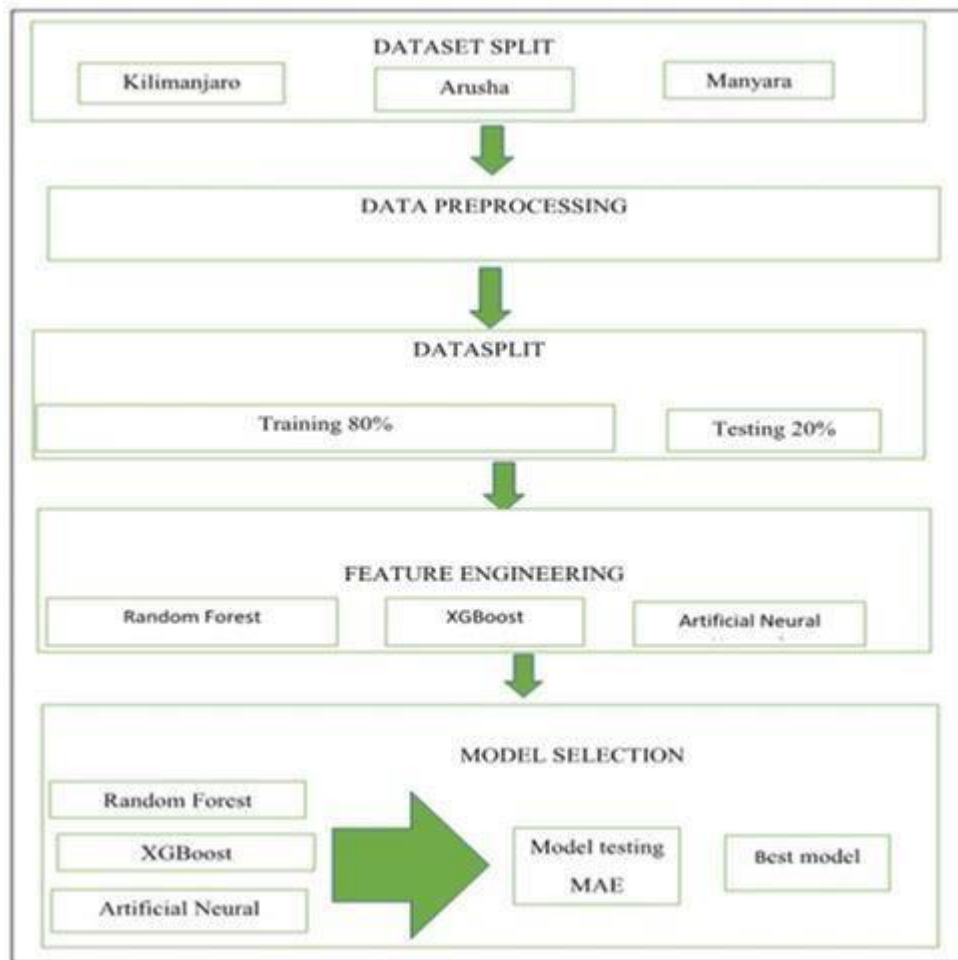 DATASET SPLIT
Kilimanjaro
Arusha
Manyara
DATA PREPROCESSING
DATASPLIT
Training 80%
Testing 20%
FEATURE ENGINEERING
Random Forest
XGBoost
Artificial Neural
MODEL SELECTION
Random Forest
XGBoost
Artificial Neural
Model testing
MAE
Best model